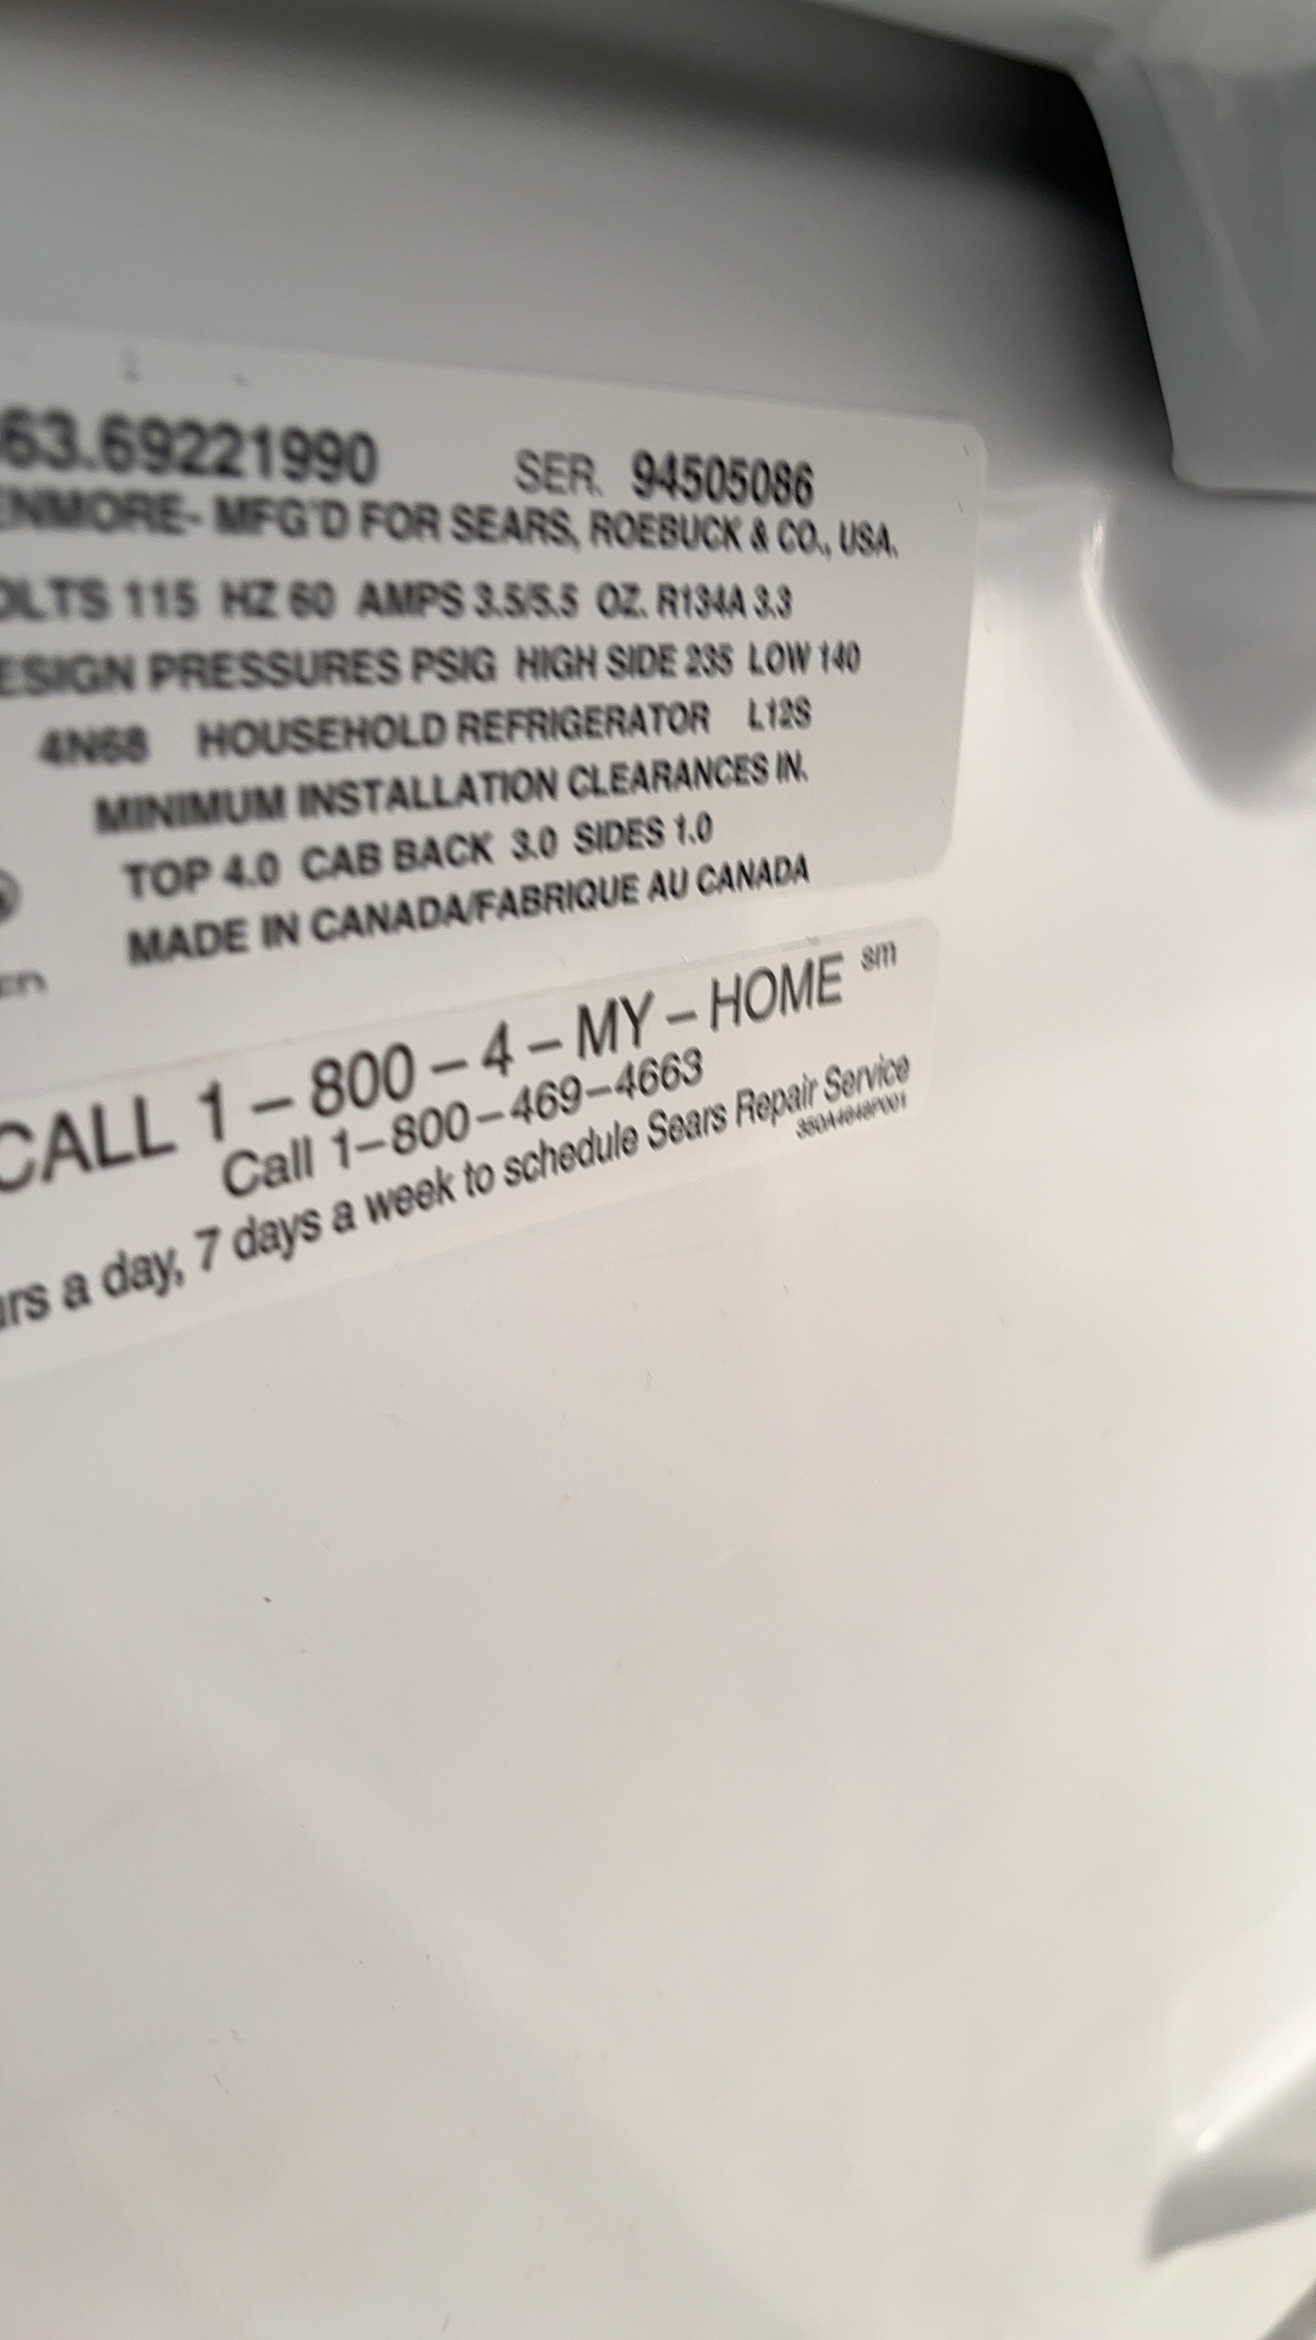 63.69221990 SER. 94505086
ENMORE- MFG'D FOR SEARS, ROEBUCK & CO., USA.
OLTS 115 HZ 60 AMPS 3.5/5.5 OZ. R134A 3.3
ESIGN PRESSURES PSIG HIGH SIDE 235 LOW 140
4N68 HOUSEHOLD REFRIGERATOR L12S
MINIMUM INSTALLATION CLEARANCES IN.
TOP 4.0 CAB BACK 3.0 SIDES 1.0
MADE IN CANADA/FABRIQUE AU CANADA
CALL 1-800-4-MY-HOME sm
Call 1-800-469-4663
urs a day, 7 days a week to schedule Sears Repair Service